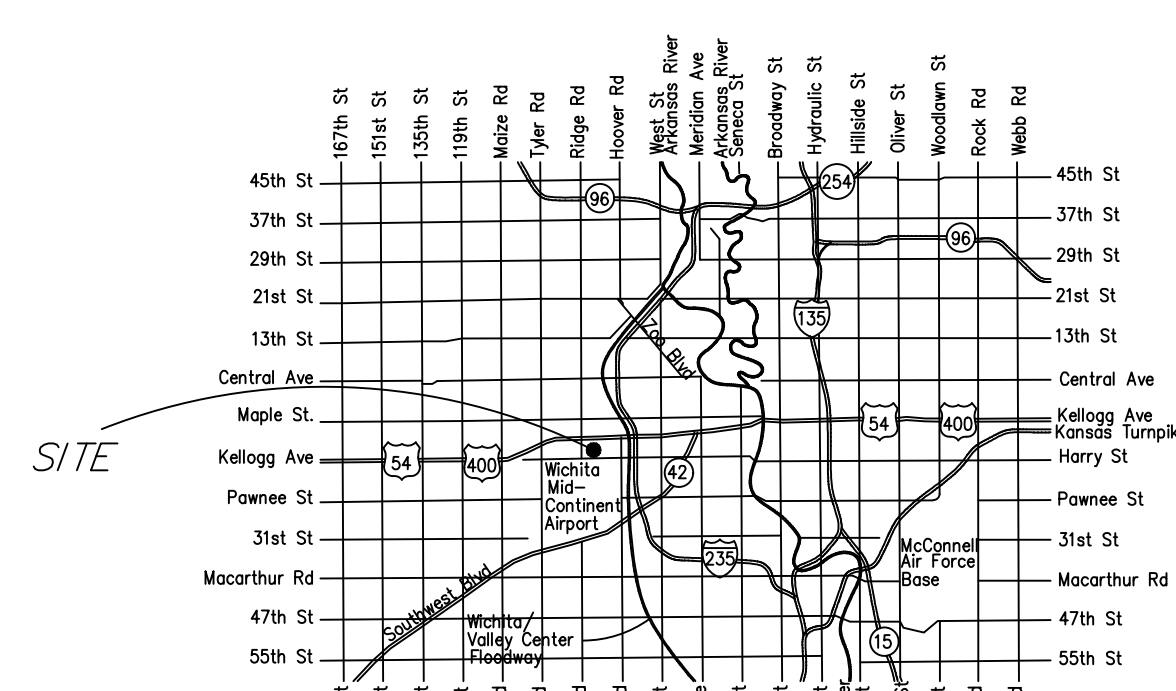 167th St
151st St
135th St
119th St
Maize Rd
Tyler Rd
Ridge Rd
Hoover Rd
West St
Arkansas River
Meridian Ave
Arkansas River
Seneca St
Broadway St
Hydraulic St
Hillside St
Oliver St
Woodlawn St
Rock Rd
Webb Rd
45th St
254
45th St
96
37th St
37th St
96
29th St
29th St
21st St
21st St
135
13th St
Zoo Blvd
13th St
Central Ave
Central Ave
Maple St.
54
400
Kellogg Ave
Kansas Turnpik
SITE
Kellogg Ave
54
400
42
Harry St
Wichita
Mid-
Continent
Airport
Pawnee St
Pawnee St
31st St
31st St
235
McConnell
Air Force
Base
Macarthur Rd
Macarthur Rd
Southwest Blvd
47th St
47th St
Wichita/
Valley Center
Floodway
15
55th St
55th St